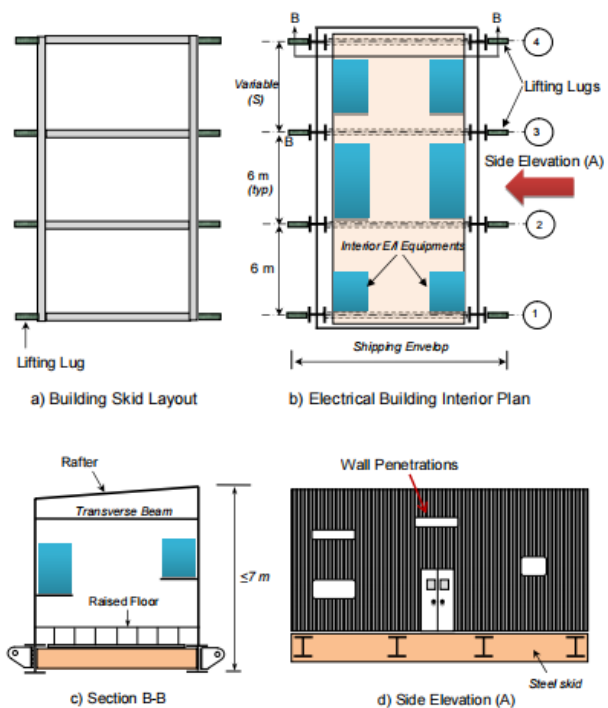 B
B
4
Variable
(S)
Lifting Lugs
B
3
Side Elevation (A)
6 m
(typ)
2
Interior E/I Equipments
6 m
1
Lifting Lug
Shipping Envelop
a) Building Skid Layout
b) Electrical Building Interior Plan
Rafter
Wall Penetrations
Transverse Beam
≤7 m
Raised Floor
Steel skid
c) Section B-B
d) Side Elevation (A)